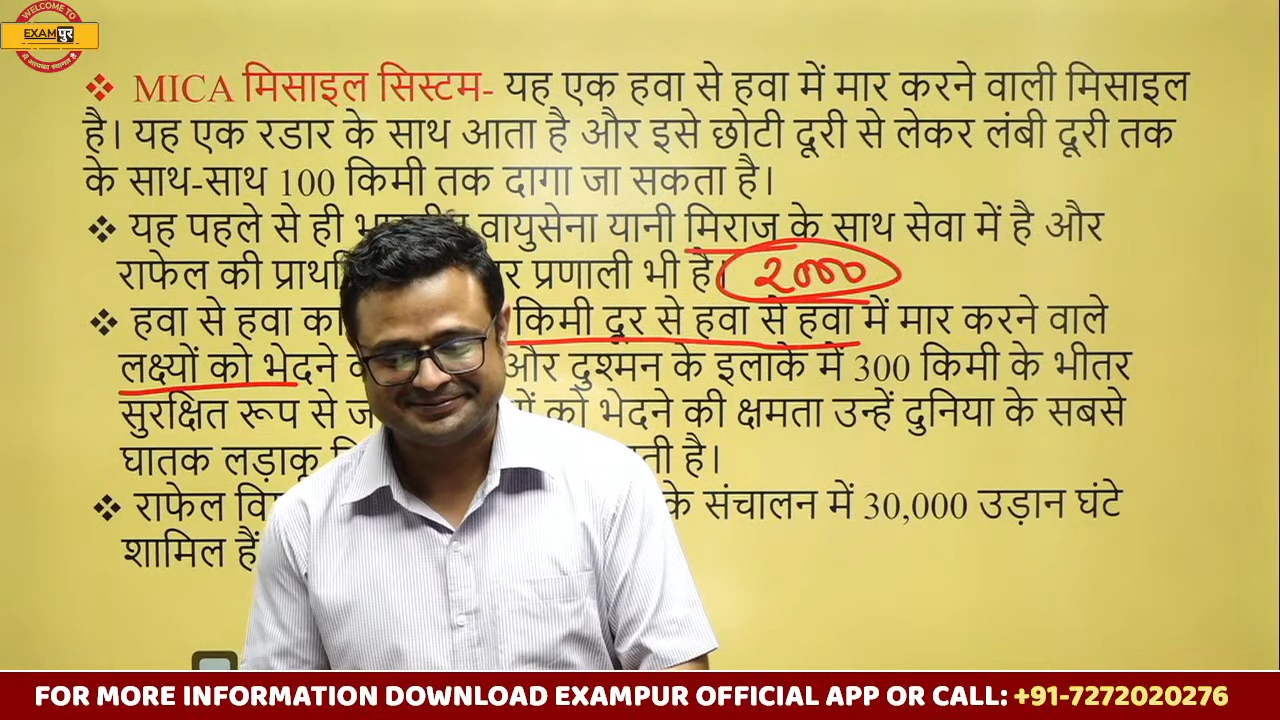 WELCOME TO
EXAMपुर
में आपका स्वागत है
❖ MICA मिसाइल सिस्टम- यह एक हवा से हवा में मार करने वाली मिसाइल
है। यह एक रडार के साथ आता है और इसे छोटी दूरी से लेकर लंबी दूरी तक
के साथ-साथ 100 किमी तक दागा जा सकता है।
❖ यह पहले से ही वायुसेना यानी मिराज के साथ सेवा में है और
राफेल की प्रणाली भी है।
2000
❖ हवा से हवा किमी दूर से हवा से हवा में मार करने वाले
लक्ष्यों को भेदने और दुश्मन के इलाके में 300 किमी के भीतर
सुरक्षित रूप से को भेदने की क्षमता उन्हें दुनिया के सबसे
घातक लड़ाकू है।
❖ राफेल के संचालन में 30,000 उड़ान घंटे
शामिल हैं
FOR MORE INFORMATION DOWNLOAD EXAMPUR OFFICIAL APP OR CALL: +91-7272020276